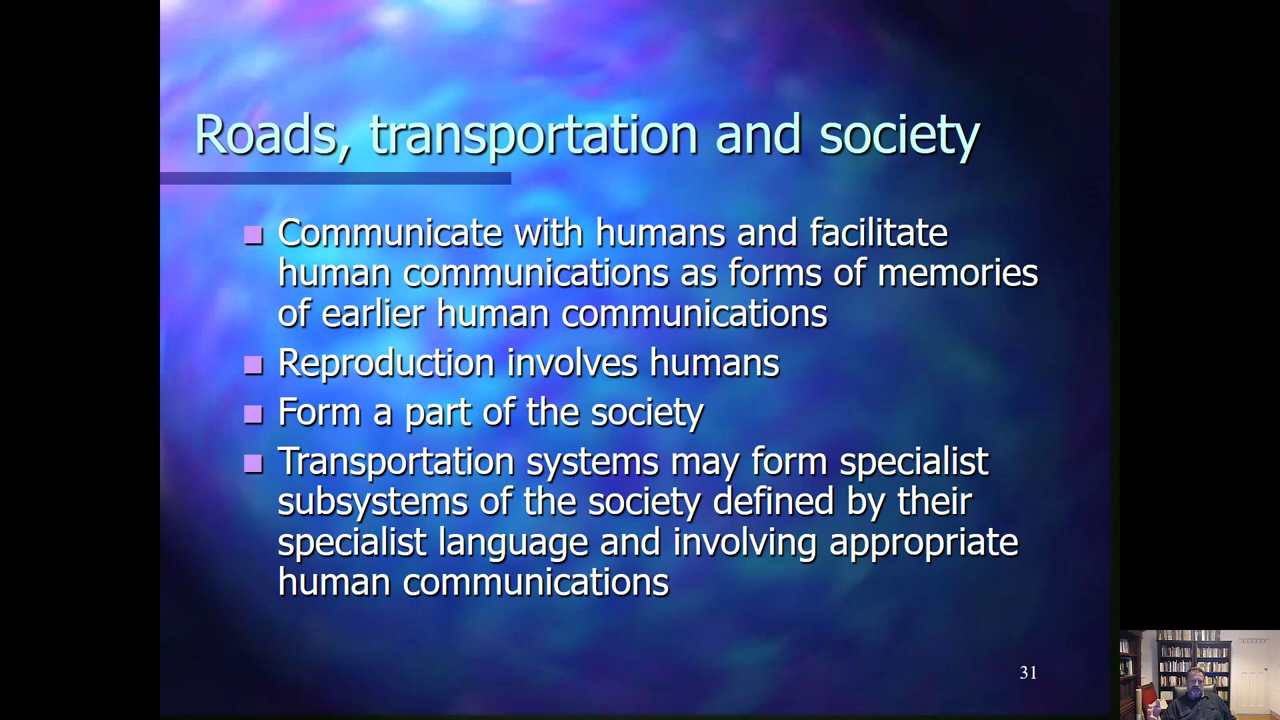 Roads, transportation and society
Communicate with humans and facilitate
human communications as forms of memories
of earlier human communications
Reproduction involves humans
Form a part of the society
Transportation systems may form specialist
subsystems of the society defined by their
specialist language and involving appropriate
human communications
31